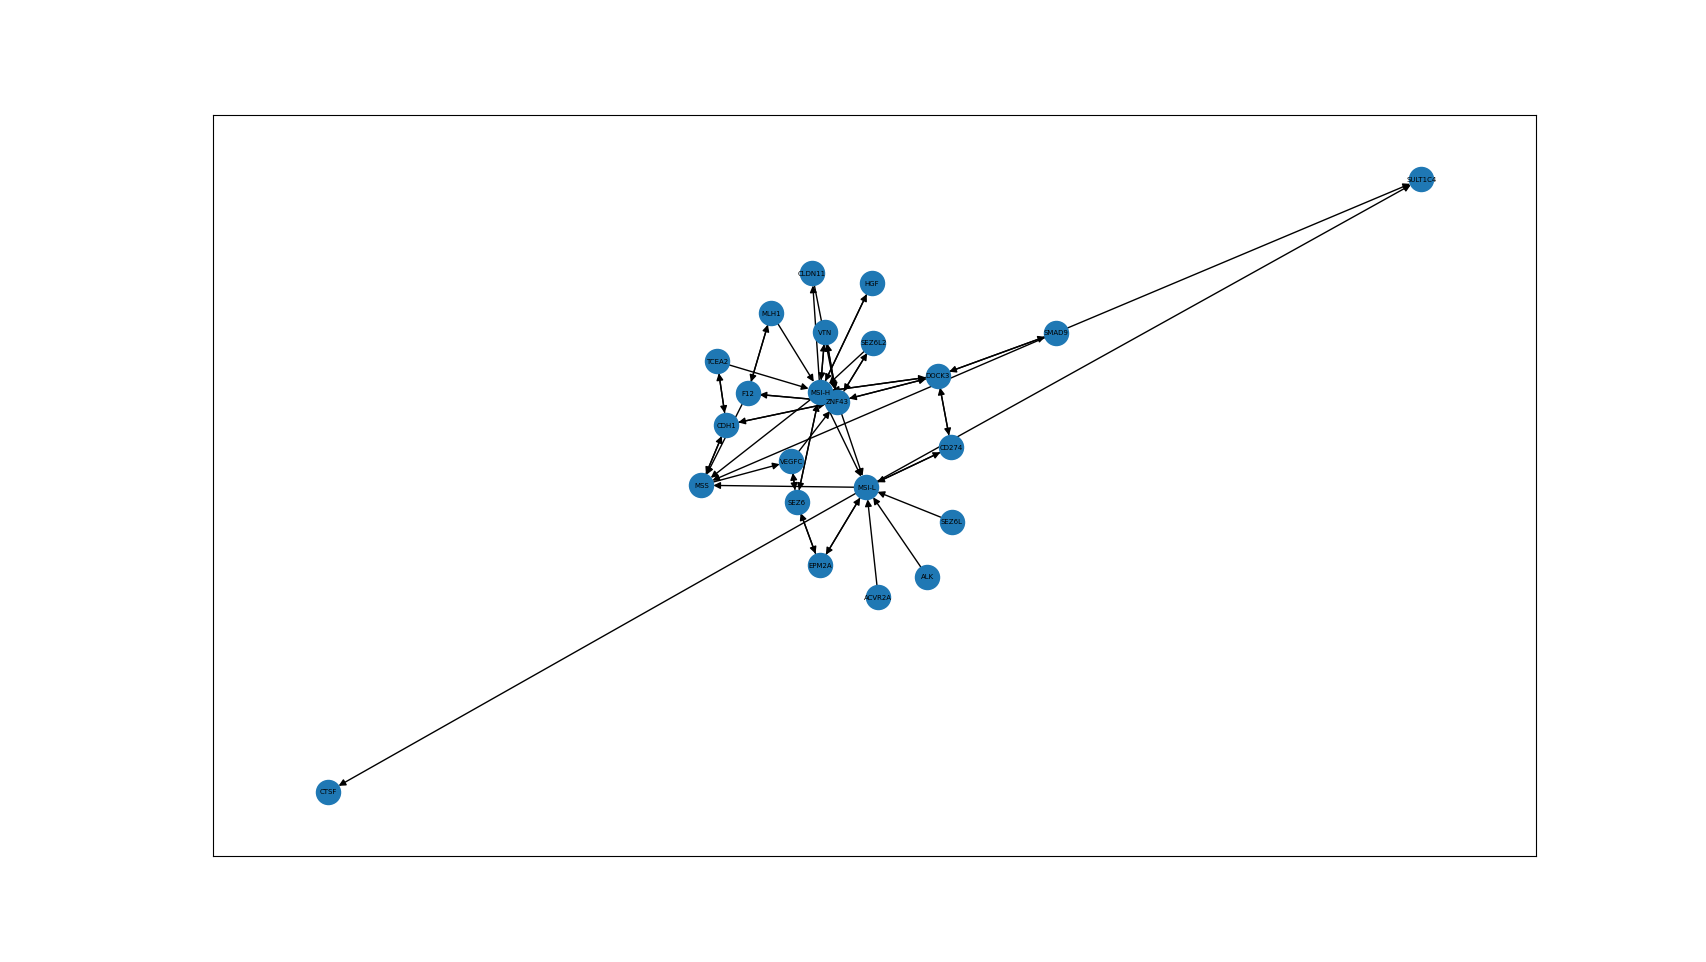 SULT1C4
CLDN11
HGF
MLH1
VTN
SMAD9
SEZ6L2
TCEA2
DOCK3
MSI-H
F12
ZNF43
CDH1
CD274
VEGFC
MSS
MSI-L
SEZ6
SEZ6L
EPM2A
ALK
ACVR2A
CTSF